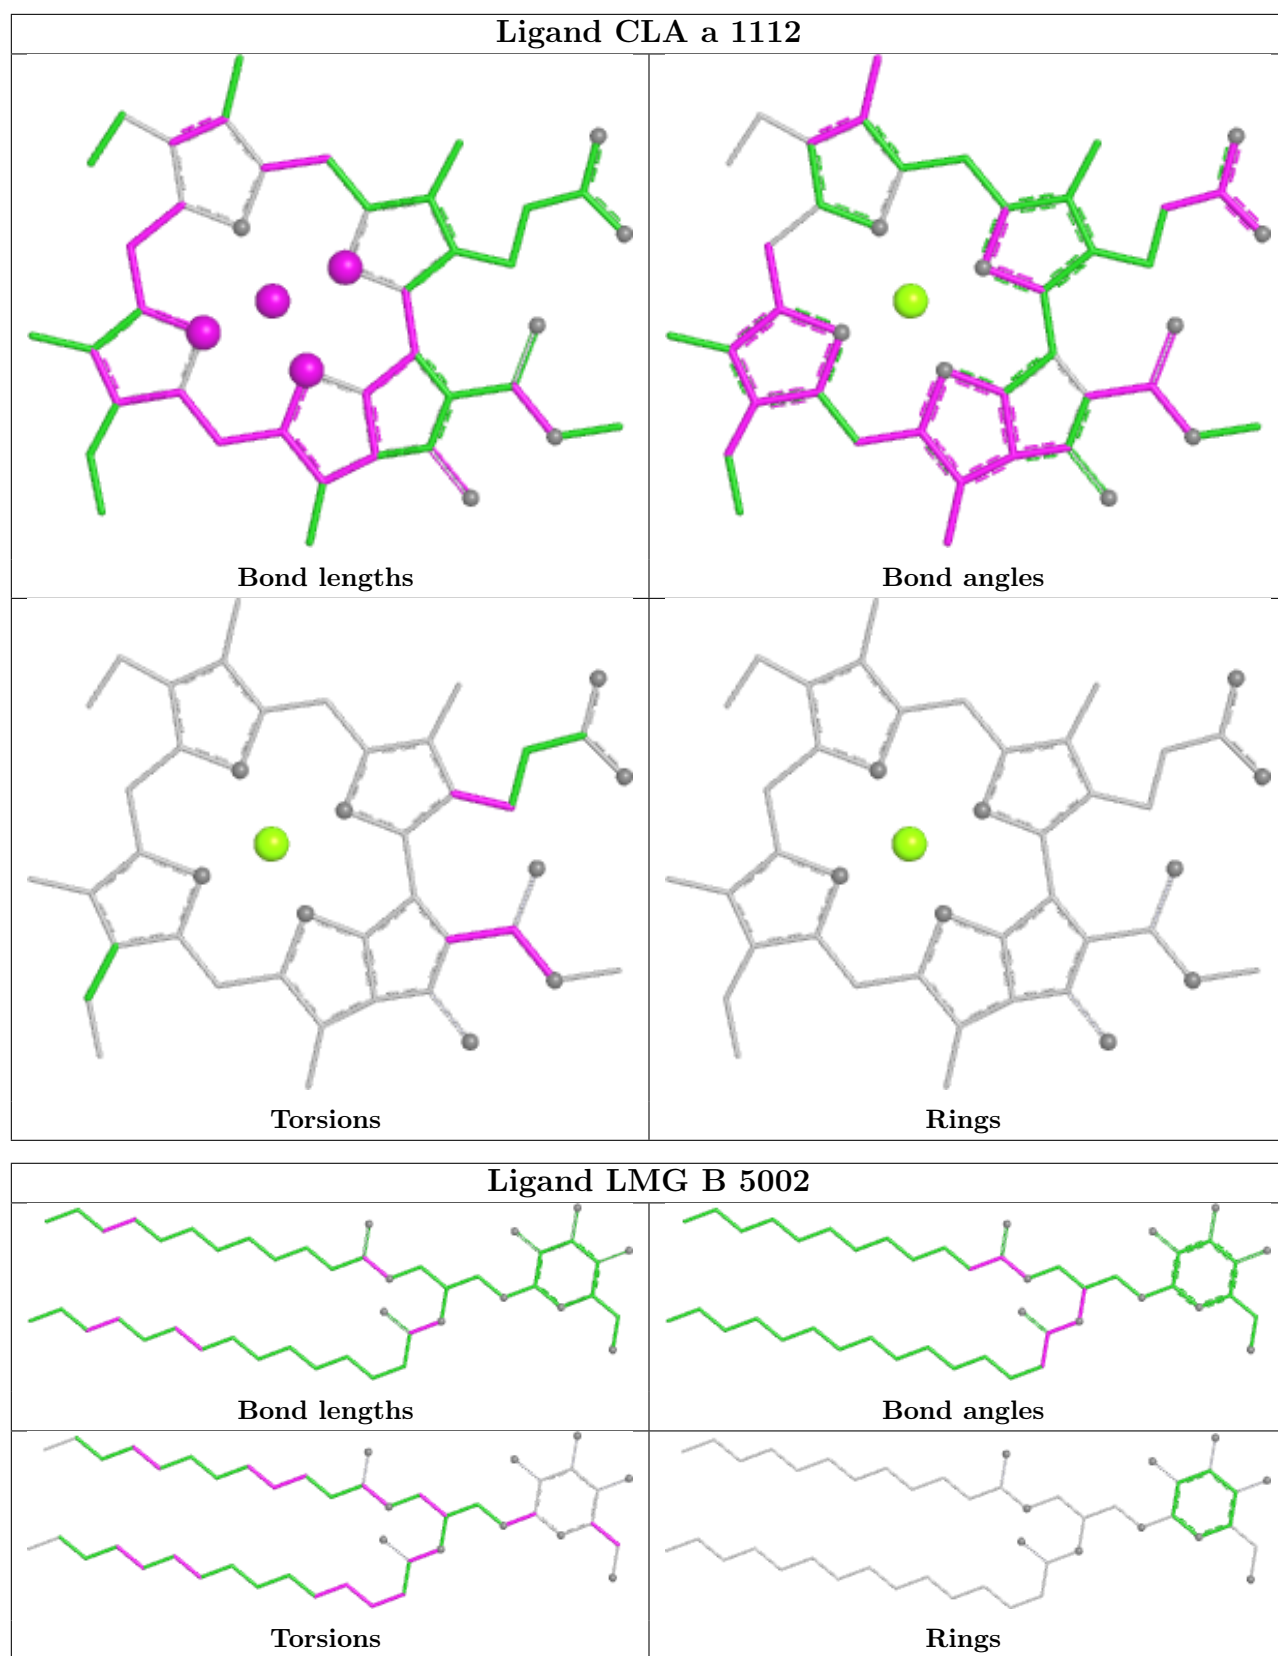 Ligand CLA a 1112
Bond lengths
Bond angles
Torsions
Rings
Ligand LMG B 5002
Bond lengths
Bond angles
Torsions
Rings